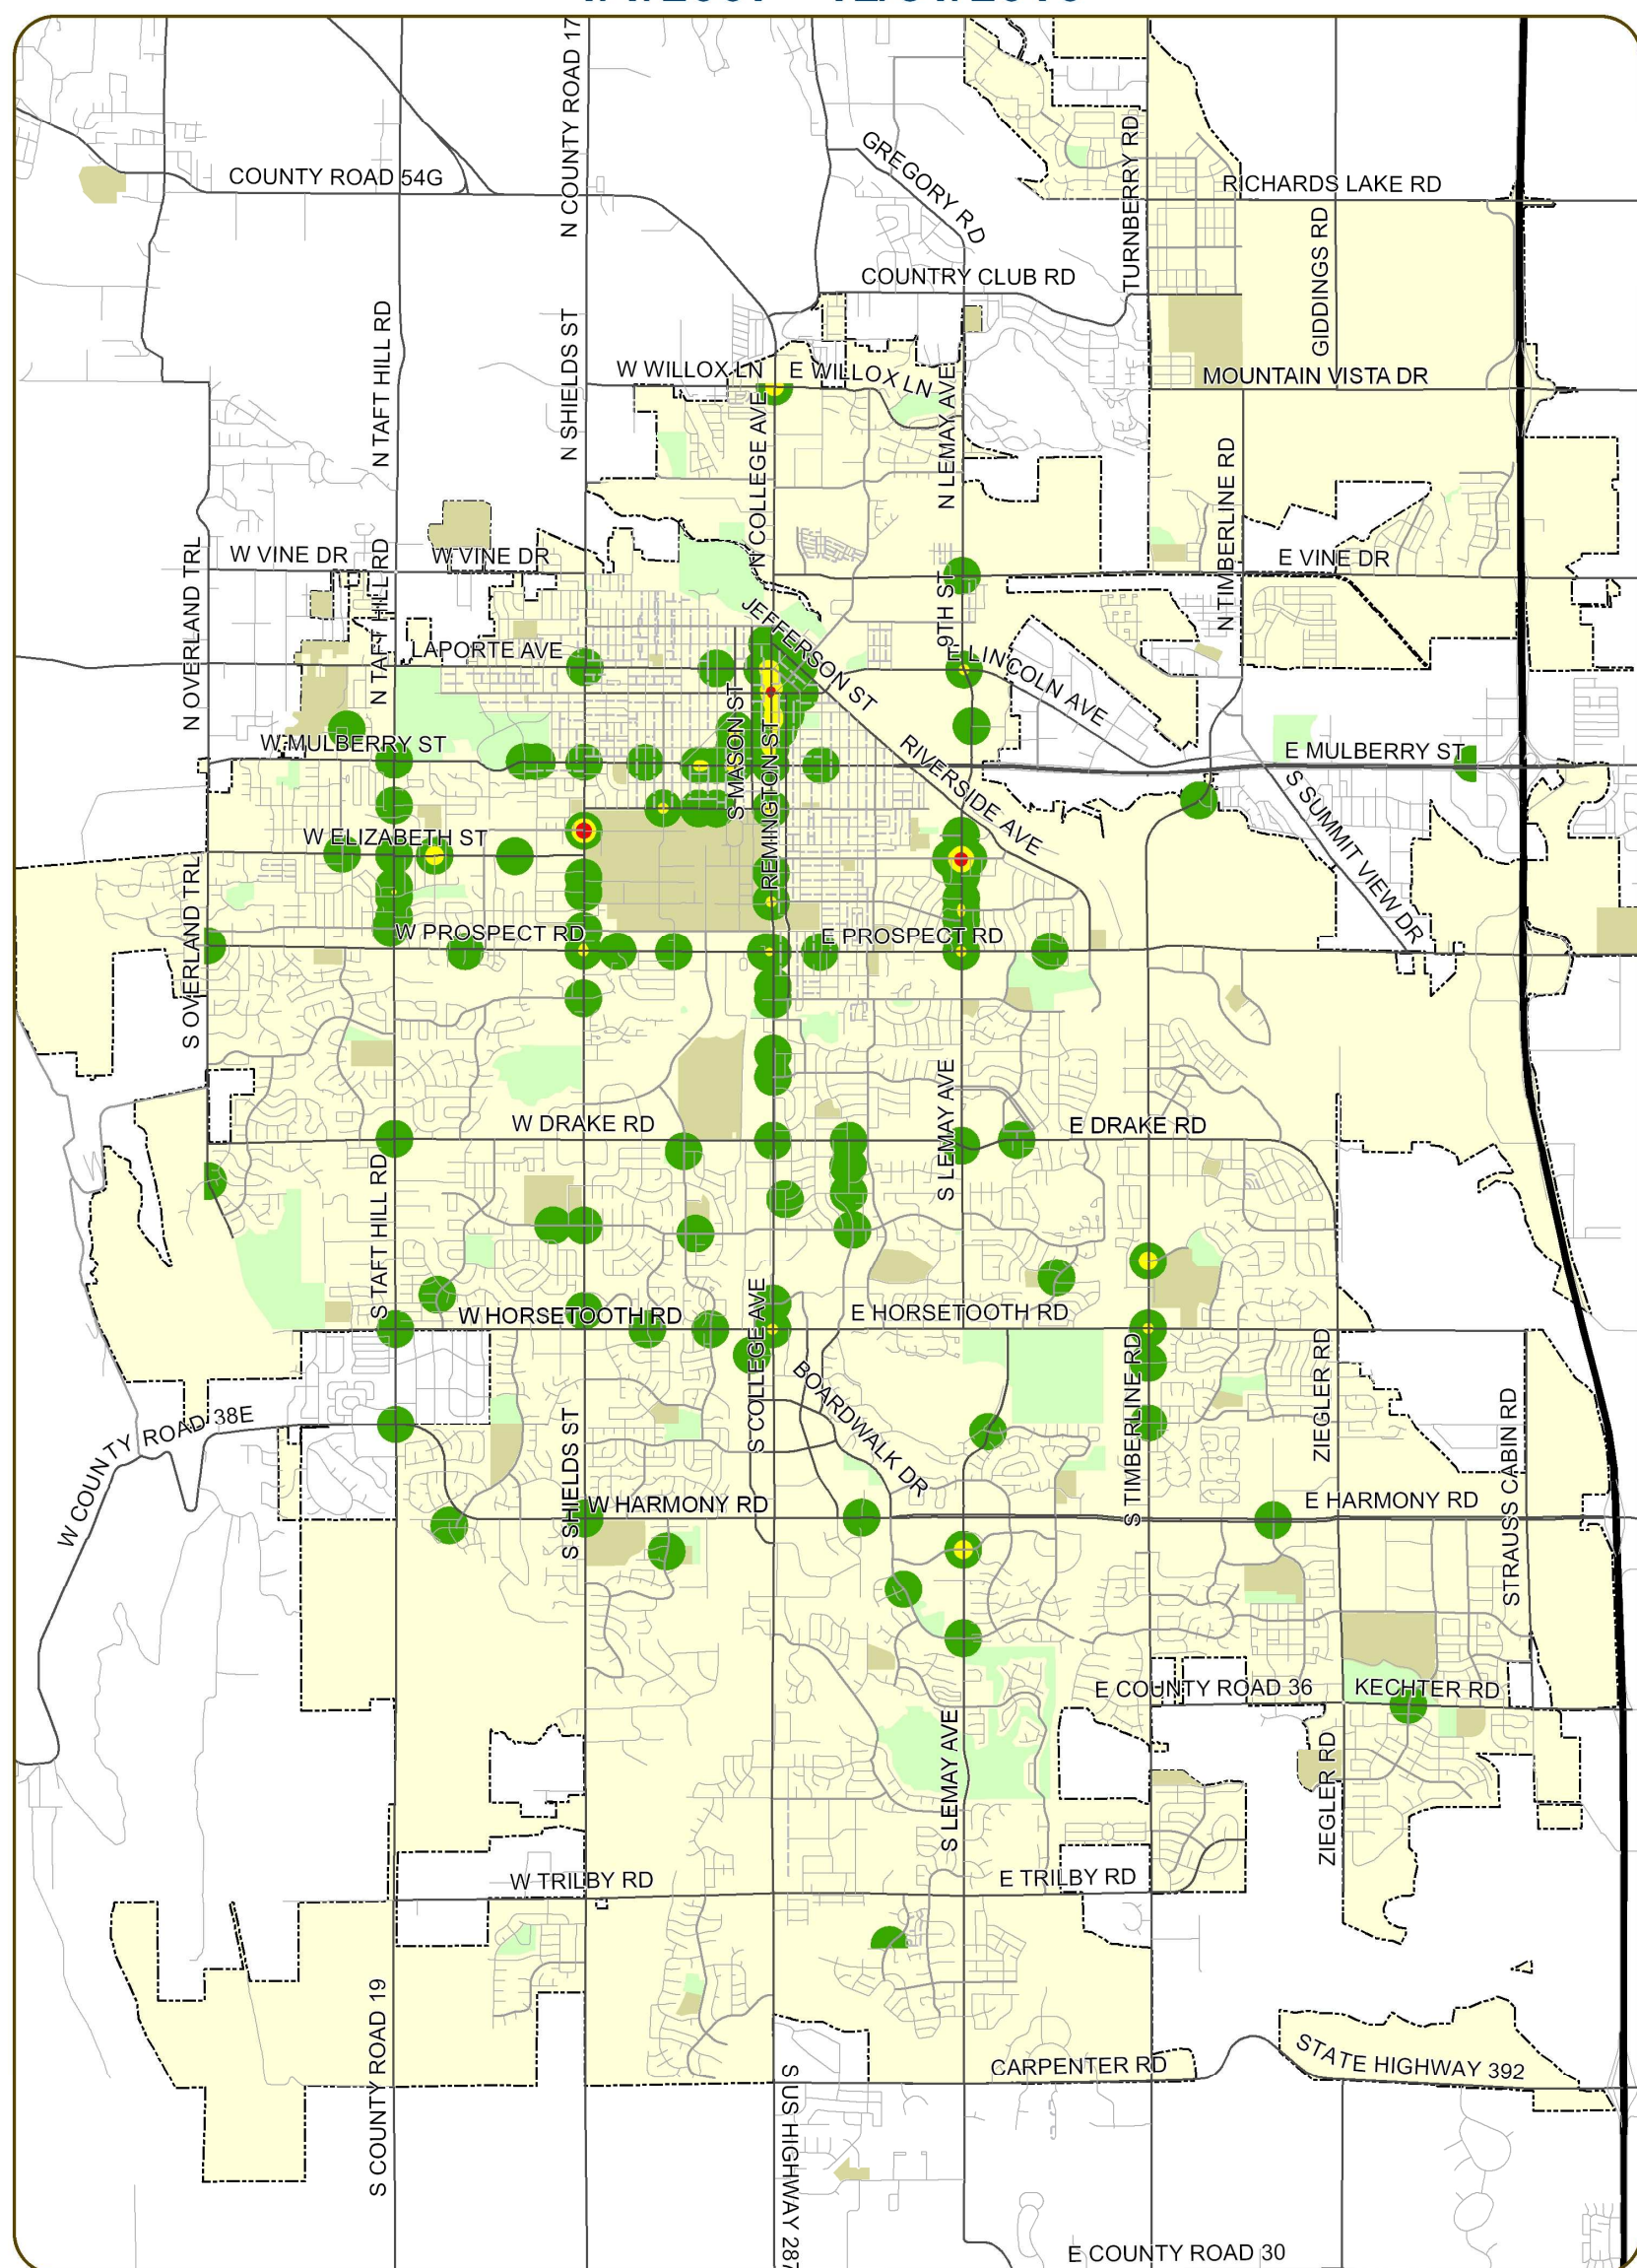 N COUNTY ROAD 17
COUNTY ROAD 54G
GREGORY RD
TURNBERRY RD
RICHARDS LAKE RD
GIDDINGS RD
COUNTRY CLUB RD
N TAFT HILL RD
N SHIELDS ST
W WILLOX LN
E WILLOX LN
MOUNTAIN VISTA DR
N COLLEGE AVE
N LEMAY AVE
N TIMBERLINE RD
N OVERLAND TRL
W VINE DR
N TAFT HILL RD
W VINE DR
E VINE DR
9TH ST
JEFFERSON ST
LAPORTE AVE
E LINCOLN AVE
S MASON ST
REMINGTON ST
W MULBERRY ST
RIVERSIDE AVE
E MULBERRY ST
S SUMMIT VIEW DR
W ELIZABETH ST
S OVERLAND TRL
W PROSPECT RD
E PROSPECT RD
S LEMAY AVE
W DRAKE RD
E DRAKE RD
S TAFT HILL RD
W HORSETOOTH RD
S COLLEGE AVE
E HORSETOOTH RD
BOARDWALK DR
S TIMBERLINE RD
ZIEGLER RD
STRAUSS CABIN RD
W COUNTY ROAD 38E
S SHIELDS ST
W HARMONY RD
E HARMONY RD
E COUNTY ROAD 36
KECHTER RD
S LEMAY AVE
ZIEGLER RD
W TRILBY RD
E TRILBY RD
S COUNTY ROAD 19
S US HIGHWAY 287
CARPENTER RD
STATE HIGHWAY 392
E COUNTY ROAD 30